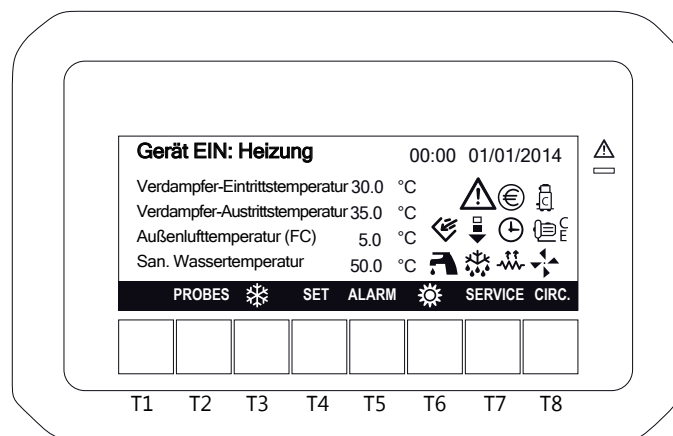 Gerät EIN: Heizung 00:00 01/01/2014
Verdampfer-Eintrittstemperatur 30.0 °C
Verdampfer-Austrittstemperatur 35.0 °C
Außenlufttemperatur (FC) 5.0 °C
San. Wassertemperatur 50.0 °C
€
C
C
E
PROBES SET ALARM SERVICE CIRC.
T1 T2 T3 T4 T5 T6 T7 T8